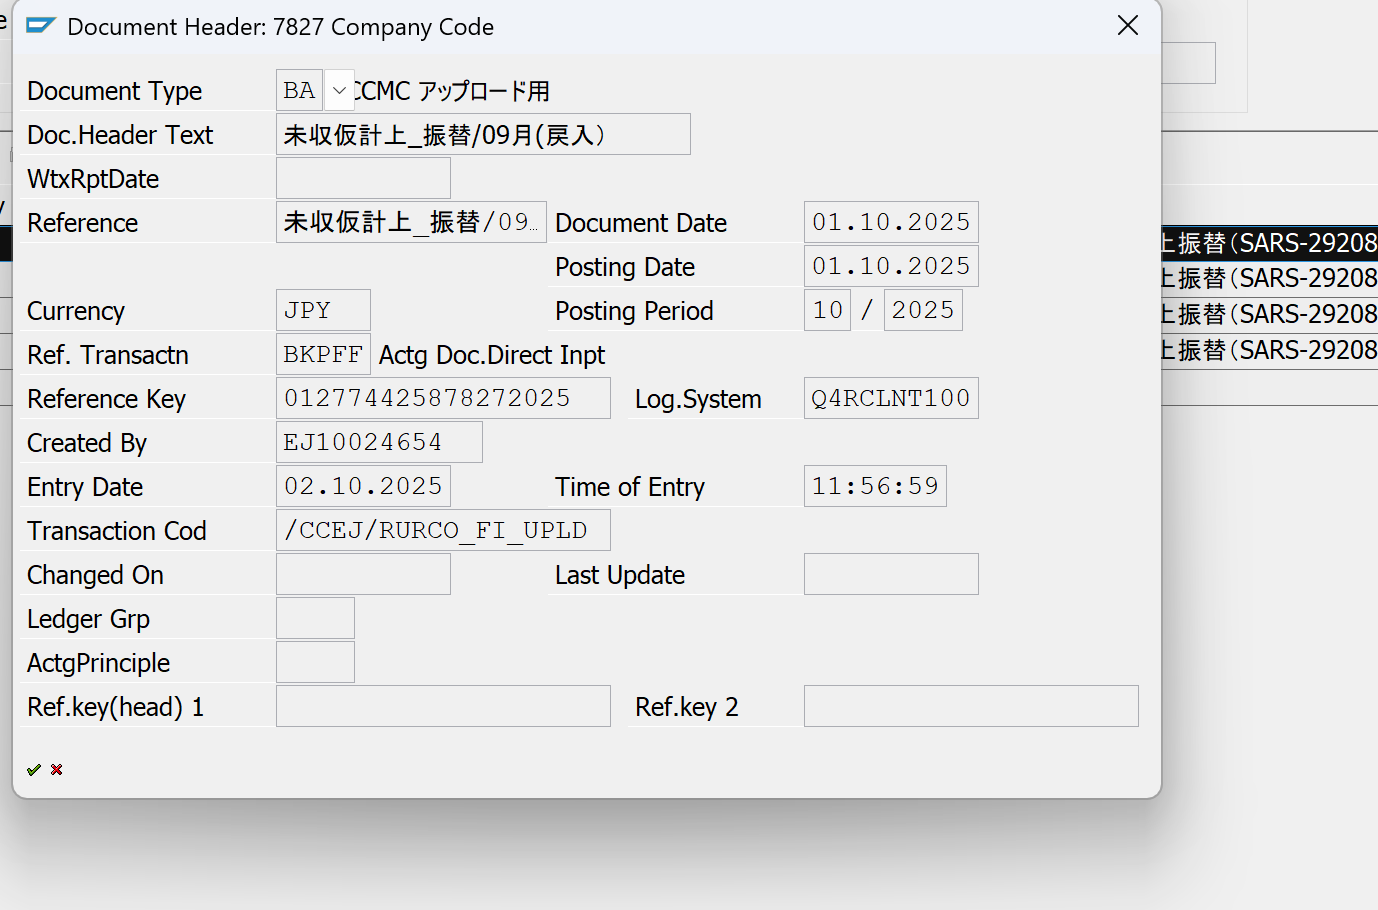 Document Header: 7827 Company Code
Document Type BA CCMC アップロード用
Doc.Header Text 未収仮計上_振替/09月(戻入）
WtxRptDate
Reference 未収仮計上_振替/09… Document Date 01.10.2025
Posting Date 01.10.2025
Currency JPY Posting Period 10 / 2025
Ref. Transactn BKPFF Actg Doc.Direct Inpt
Reference Key 012774425878272025 Log.System Q4RCLNT100
Created By EJ10024654
Entry Date 02.10.2025 Time of Entry 11:56:59
Transaction Cod /CCEJ/RURCO_FI_UPLD
Changed On Last Update
Ledger Grp
ActgPrinciple
Ref.key(head) 1 Ref.key 2
上振替（SARS-29208
上振替（SARS-29208
上振替（SARS-29208
上振替（SARS-29208